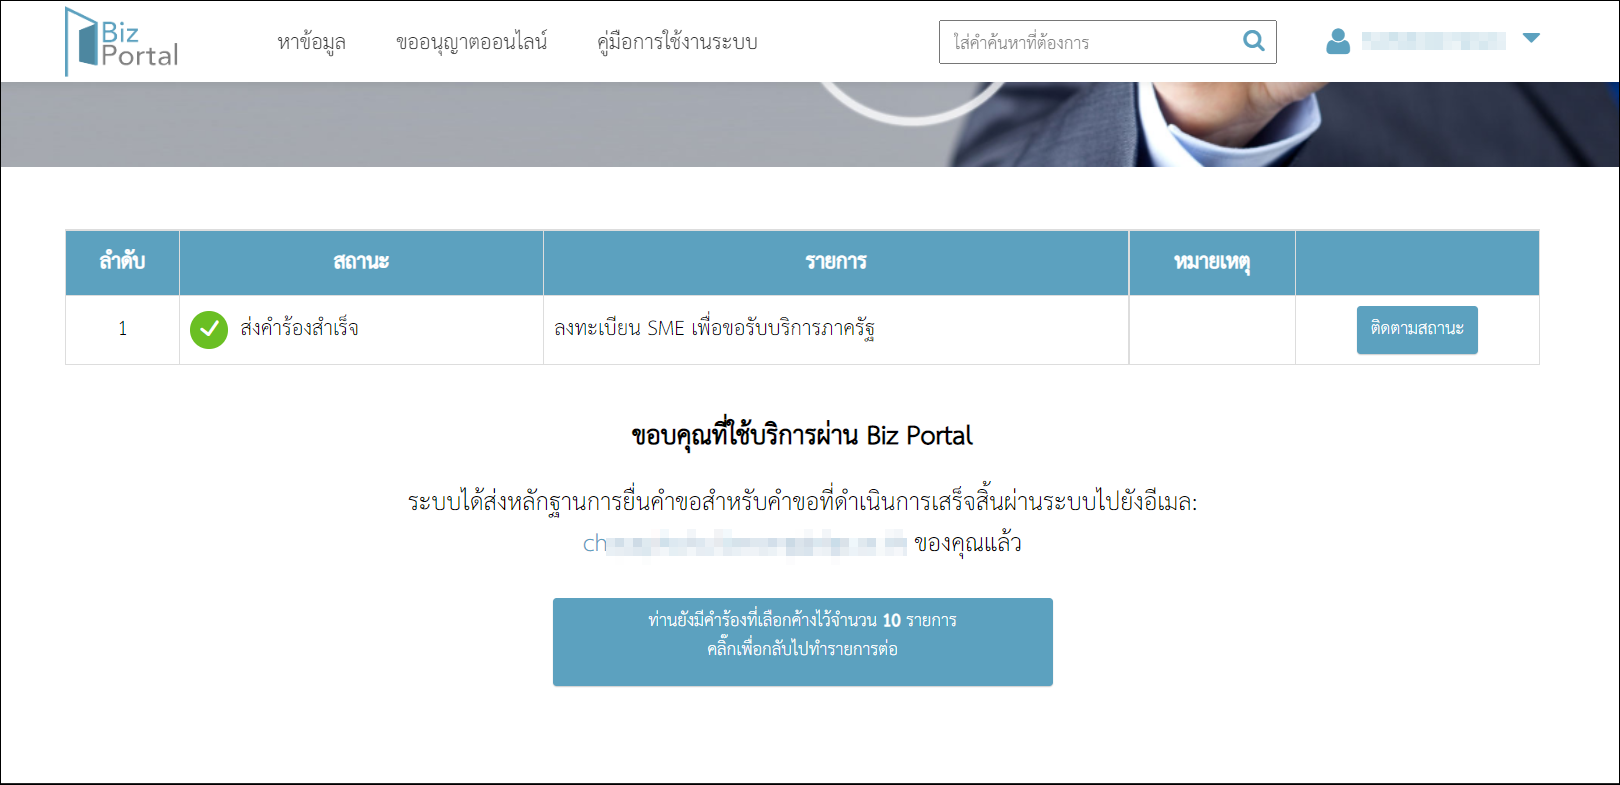 Biz
Portal
หาข้อมูล
ขออนุญาตออนไลน์
คู่มือการใช้งานระบบ
ใส่คำค้นหาที่ต้องการ
ลำดับ
สถานะ
รายการ
หมายเหตุ
1
ส่งคำร้องสำเร็จ
ลงทะเบียน SME เพื่อขอรับบริการภาครัฐ
ติดตามสถานะ
ขอบคุณที่ใช้บริการผ่าน Biz Portal
ระบบได้ส่งหลักฐานการยื่นคำขอสำหรับคำขอที่ดำเนินการเสร็จสิ้นผ่านระบบไปยังอีเมล:
ch ของคุณแล้ว
ท่านยังมีคำร้องที่เลือกค้างไว้จำนวน 10 รายการ
คลิ๊กเพื่อกลับไปทำรายการต่อ